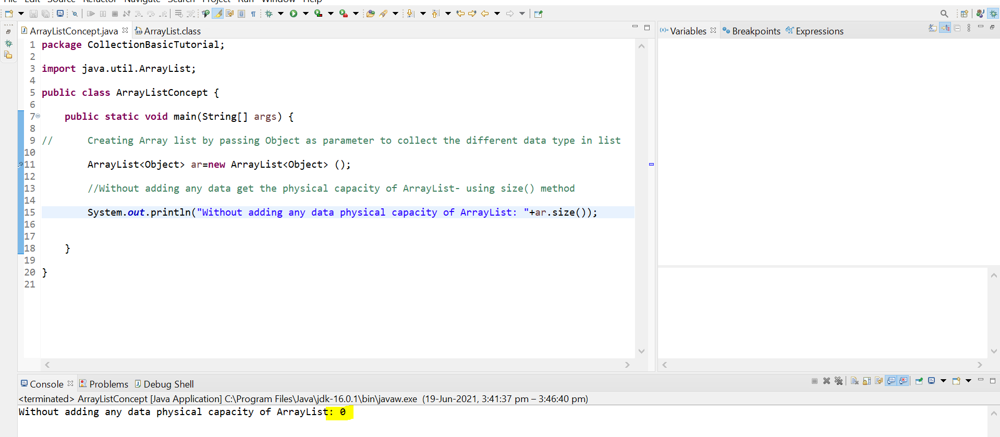 File Edit Source Refactor Navigate Search Project Run Window Help
ArrayListConcept.java ArrayList.class
1 package CollectionBasicTutorial;
2
3 import java.util.ArrayList;
4
5 public class ArrayListConcept {
6
7 public static void main(String[] args) {
8
9 // Creating Array list by passing Object as parameter to collect the different data type in list
10
11 ArrayList<Object> ar=new ArrayList<Object> ();
12
13 //Without adding any data get the physical capacity of ArrayList- using size() method
14
15 System.out.println("Without adding any data physical capacity of ArrayList: "+ar.size());
16
17
18 }
19
20 }
21
(x)= Variables Breakpoints Expressions
Console Problems Debug Shell
<terminated> ArrayListConcept [Java Application] C:\Program Files\Java\jdk-16.0.1\bin\javaw.exe (19-Jun-2021, 3:41:37 pm – 3:46:40 pm)
Without adding any data physical capacity of ArrayList: 0